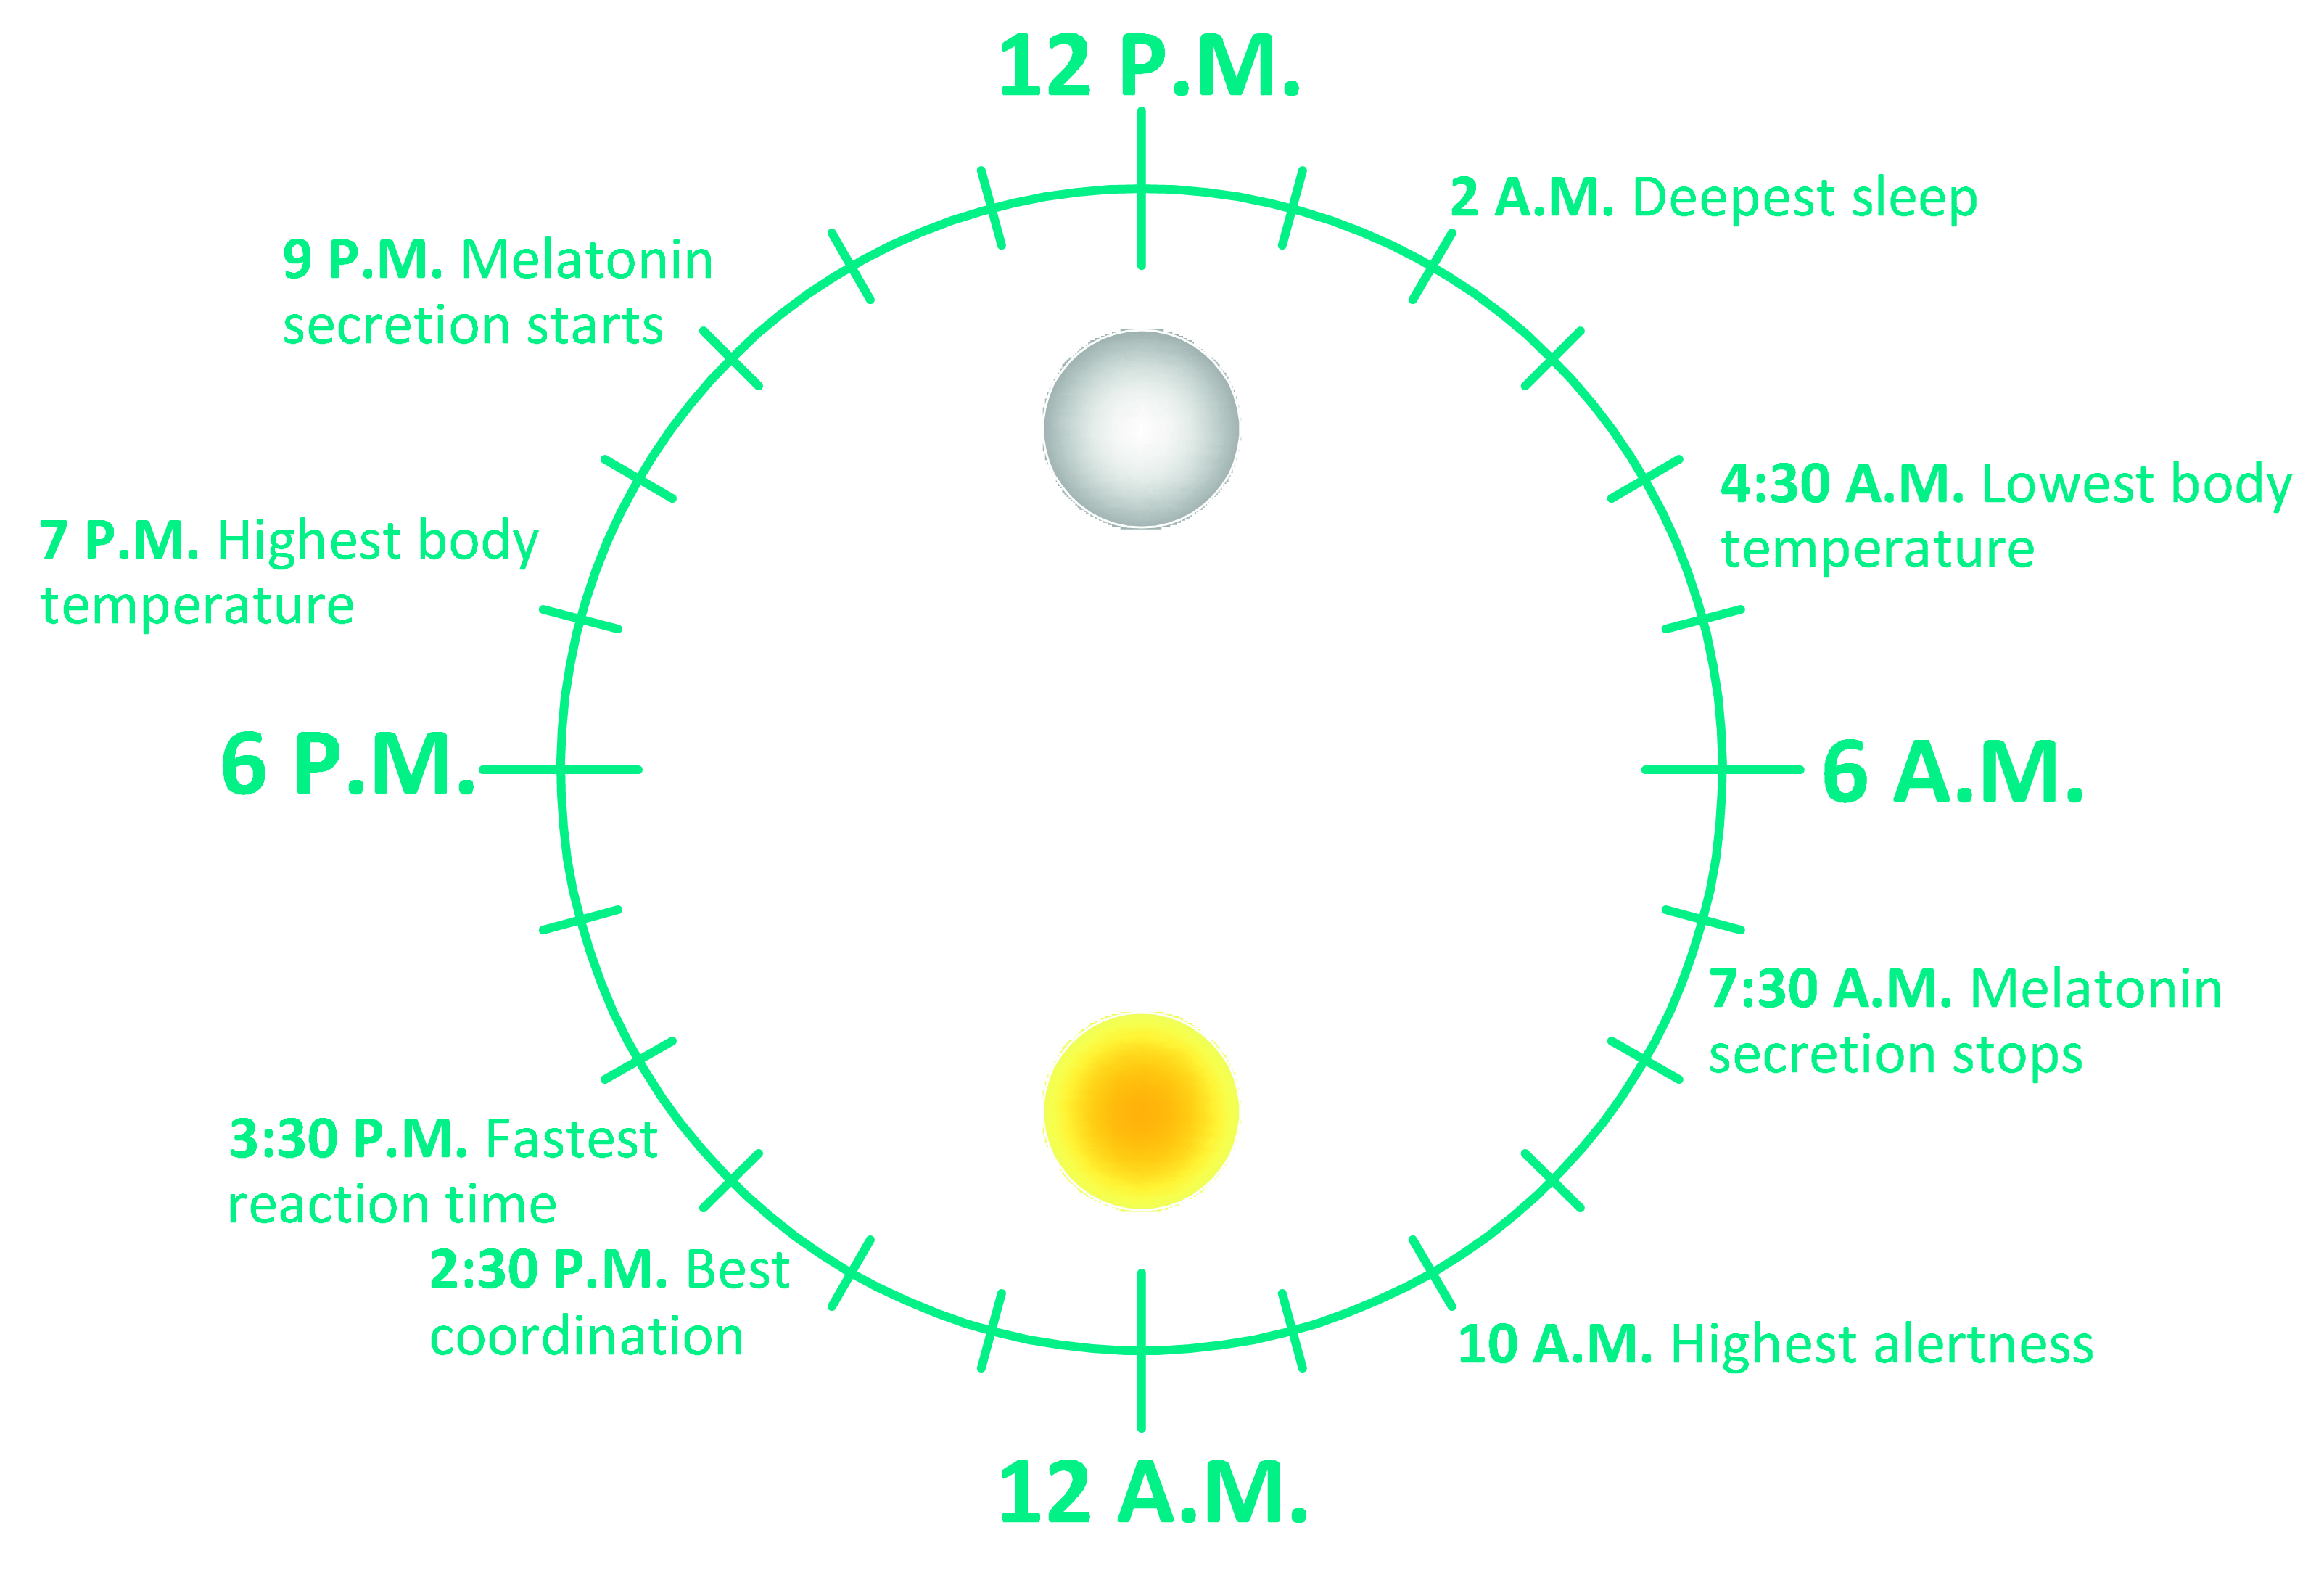 12 P.M.
2 A.M. Deepest sleep
9 P.M. Melatonin
secretion starts
4:30 A.M. Lowest body
temperature
7 P.M. Highest body
temperature
6 P.M.
6 A.M.
7:30 A.M. Melatonin
secretion stops
3:30 P.M. Fastest
reaction time
2:30 P.M. Best
coordination
10 A.M. Highest alertness
12 A.M.